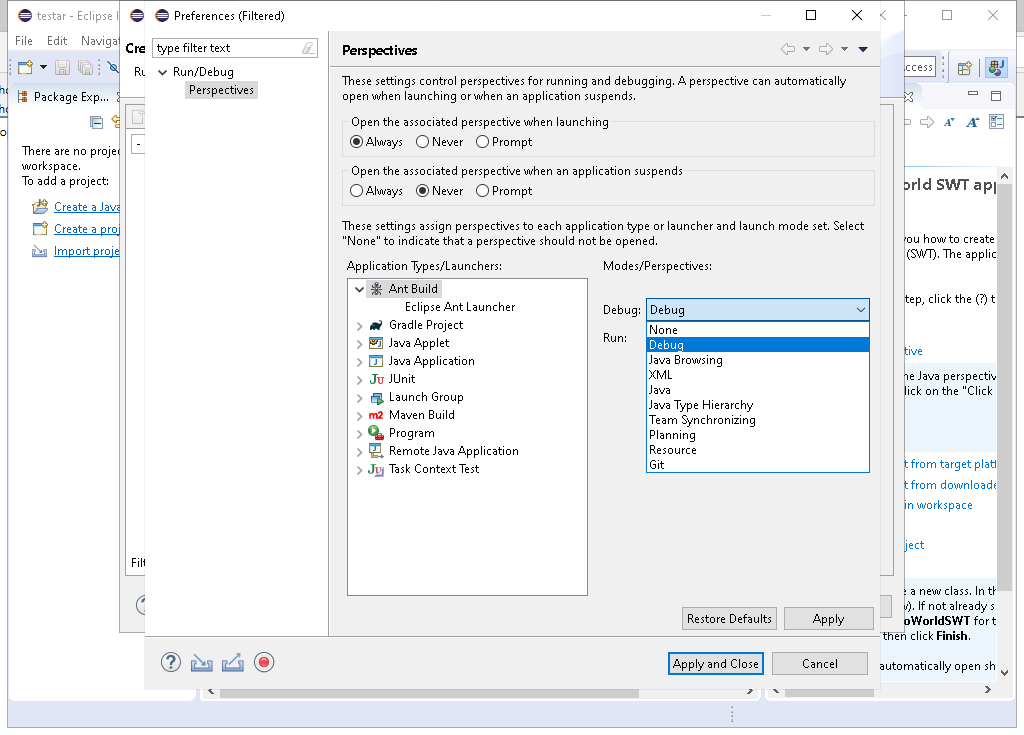 testar - Eclipse I
File Edit Navigat
Package Exp...
There are no projec
workspace.
To add a project:
Create a Java
Create a proj
Import proje
Cre
Ru
-
Filt
Preferences (Filtered)
type filter text
Run/Debug
Perspectives
Perspectives
These settings control perspectives for running and debugging. A perspective can automatically
open when launching or when an application suspends.
Open the associated perspective when launching
Always Never Prompt
Open the associated perspective when an application suspends
Always Never Prompt
These settings assign perspectives to each application type or launcher and launch mode set. Select
"None" to indicate that a perspective should not be opened.
Application Types/Launchers:
Ant Build
Eclipse Ant Launcher
Gradle Project
Java Applet
Java Application
JUnit
Launch Group
Maven Build
Program
Remote Java Application
Task Context Test
Modes/Perspectives:
Debug: Debug
Run:
None
Debug
Java Browsing
XML
Java
Java Type Hierarchy
Team Synchronizing
Planning
Resource
Git
Restore Defaults Apply
Apply and Close Cancel
ccess
orld SWT app
you how to create
(SWT). The applic
tep, click the (?) t
tive
he Java perspectiv
lick on the "Click
t from target platf
t from downloade
in workspace
ject
e a new class. In th
w). If not already s
oWorldSWT for t
then click Finish.
automatically open sh